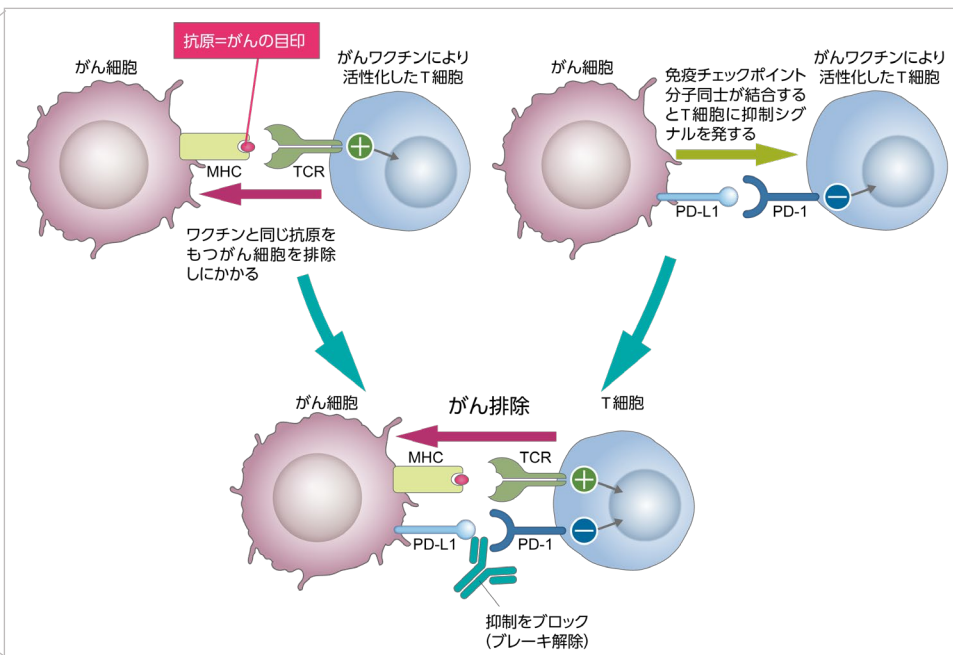 抗原=がんの目印
がん細胞
がんワクチンにより
活性化したT細胞
MHC
TCR
ワクチンと同じ抗原を
もつがん細胞を排除
しにかかる
がん細胞
免疫チェックポイント
分子同士が結合する
とT細胞に抑制シグ
ナルを発する
がんワクチンにより
活性化したT細胞
PD-L1
PD-1
がん細胞
がん排除
T細胞
MHC
TCR
PD-L1
PD-1
抑制をブロック
(ブレーキ解除)